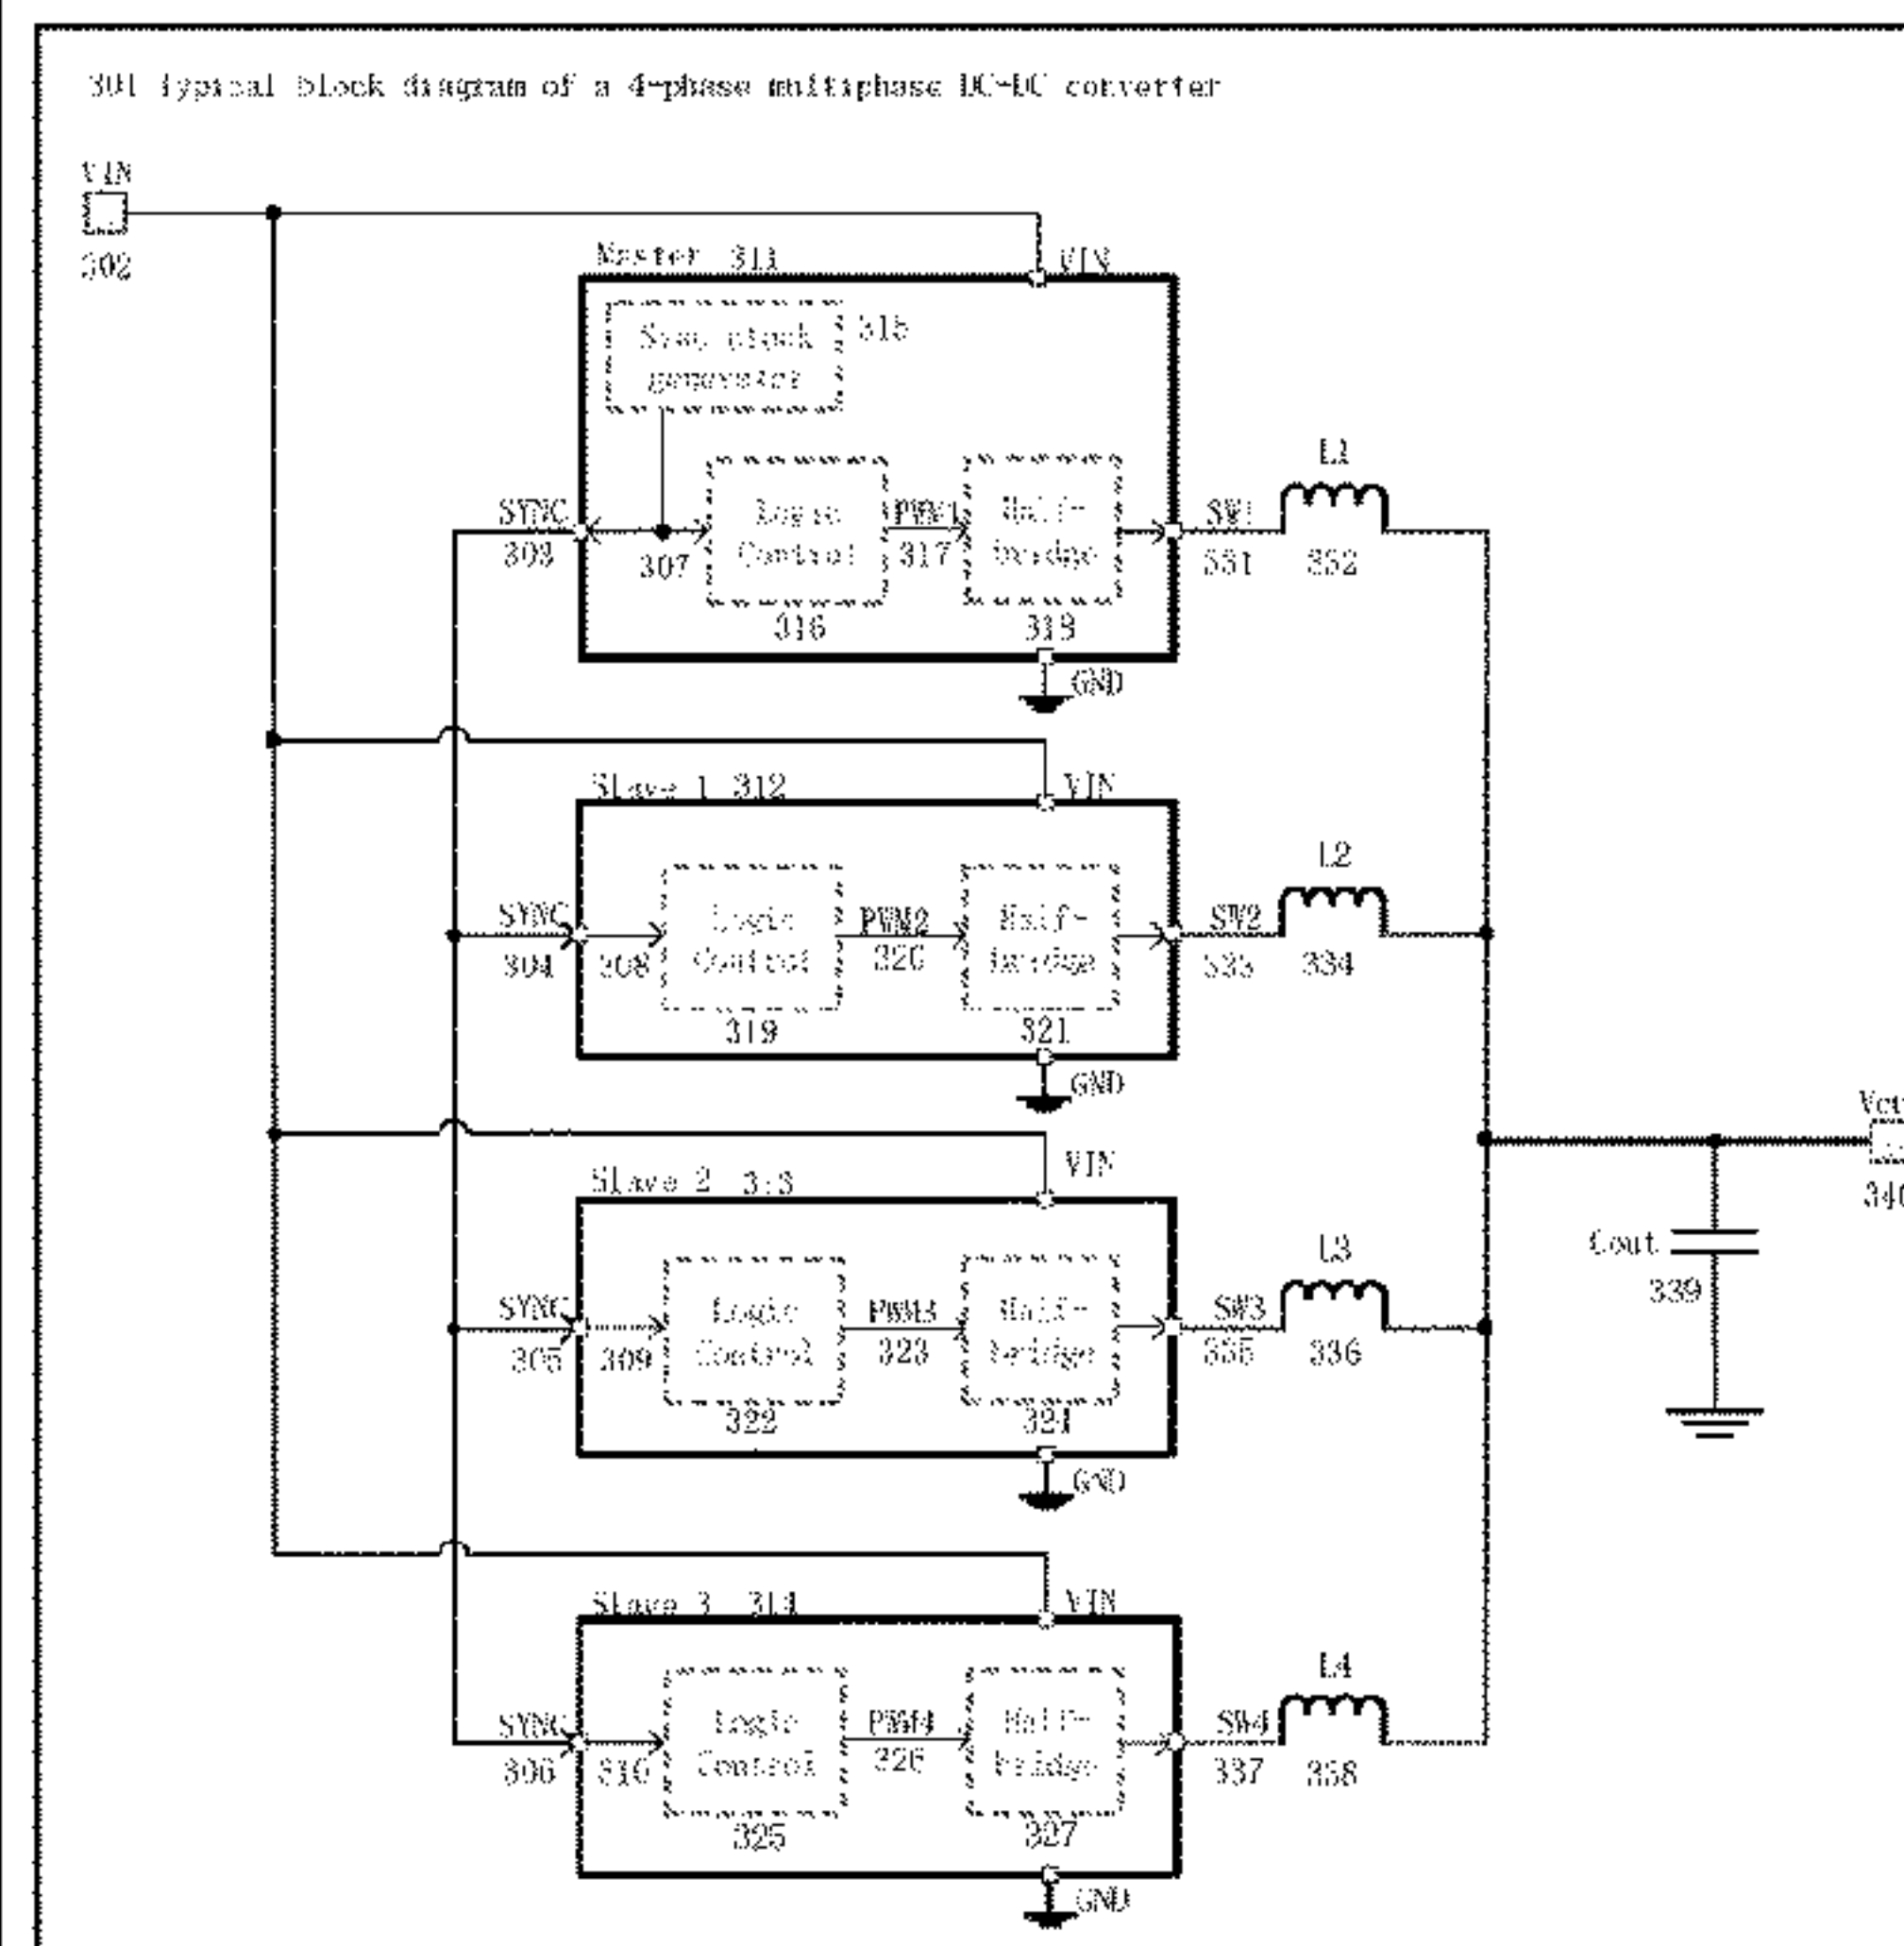 301 Typical block diagram of a 4-phase multiphase DC-DC converter
VIN
302
Master 311
VIN
Sync clock
generator
315
SYNC
303
307
Logic
Control
316
PWM1
317
Half-
bridge
318
SW1
331
L1
332
GND
Slave 1 312
VIN
SYNC
304
308
Logic
Control
319
PWM2
320
Half-
bridge
321
SW2
333
L2
334
GND
Slave 2 313
VIN
SYNC
305
309
Logic
Control
322
PWM3
323
Half-
bridge
324
SW3
335
L3
336
GND
Cout
339
Slave 3 314
VIN
SYNC
306
310
Logic
Control
325
PWM4
326
Half-
bridge
327
SW4
337
L4
338
GND